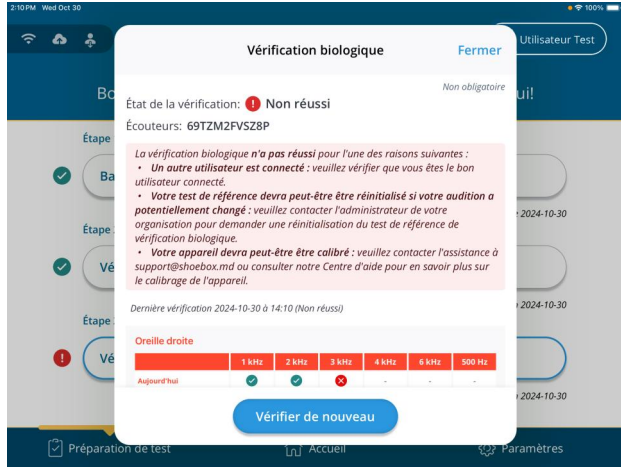 2:10 PM Wed Oct 30
100%
Utilisateur Test
Vérification biologique
Fermer
Bo
ui!
Non obligatoire
État de la vérification: Non réussi
Écouteurs: 69TZM2FVSZ8P
Étape
Ba
La vérification biologique n'a pas réussi pour l'une des raisons suivantes :
• Un autre utilisateur est connecté : veuillez vérifier que vous êtes le bon
utilisateur connecté.
• Votre test de référence devra peut-être être réinitialisé si votre audition a
potentiellement changé : veuillez contacter l'administrateur de votre
organisation pour demander une réinitialisation du test de référence de
vérification biologique.
• Votre appareil devra peut-être être calibré : veuillez contacter l'assistance à
support@shoebox.md ou consulter notre Centre d'aide pour en savoir plus sur
le calibrage de l'appareil.
2024-10-30
Étape
Vé
2024-10-30
Dernière vérification 2024-10-30 à 14:10 (Non réussi)
Étape
Vé
2024-10-30
Oreille droite
1 kHz 2 kHz 3 kHz 4 kHz 6 kHz 500 Hz
Aujourd'hui - - -
Vérifier de nouveau
Préparation de test
Accueil
Paramètres